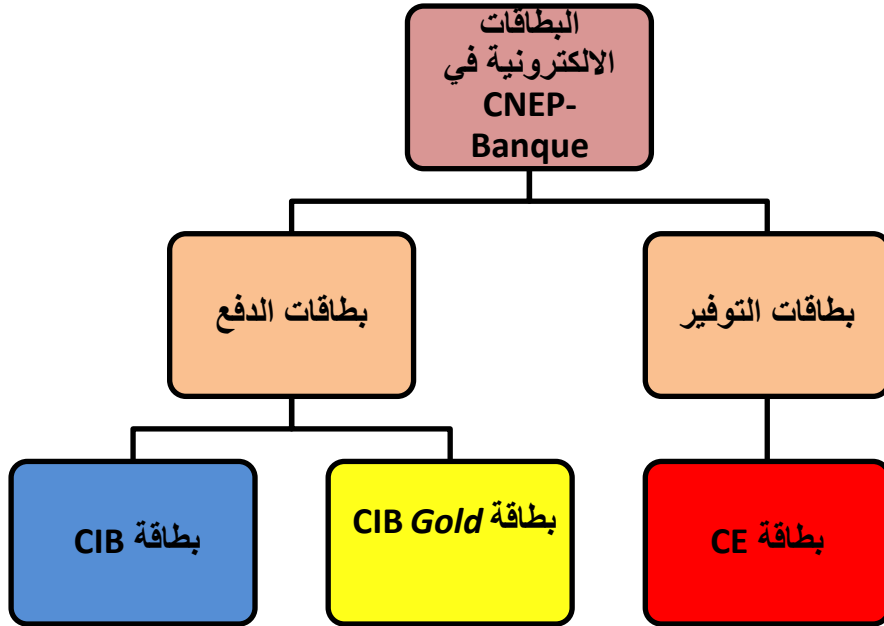 البطاقات
الالكترونية في
CNEP-
Banque
بطاقات التوفير
بطاقات الدفع
بطاقة CE
بطاقة CIB Gold
بطاقة CIB